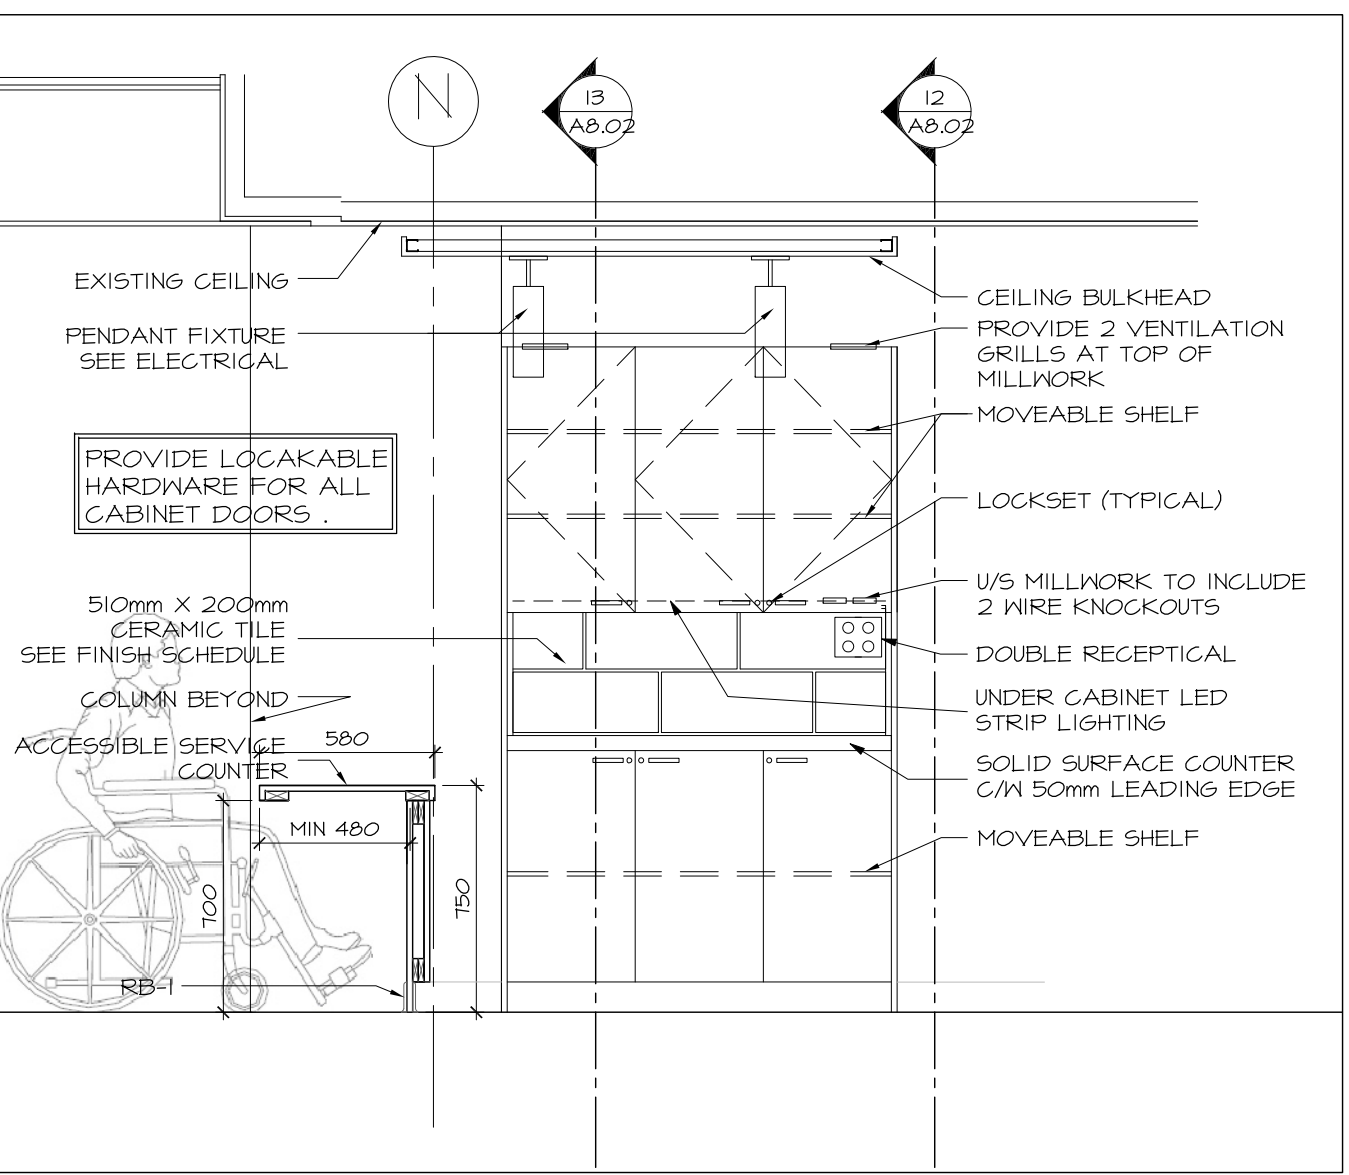 N
13
A8.02
12
A8.02
EXISTING CEILING
PENDANT FIXTURE
SEE ELECTRICAL
PROVIDE LOCAKABLE
HARDWARE FOR ALL
CABINET DOORS .
510mm X 200mm
CERAMIC TILE
SEE FINISH SCHEDULE
COLUMN BEYOND
ACCESSIBLE SERVICE
COUNTER
580
MIN 480
700
750
RB-1
CEILING BULKHEAD
PROVIDE 2 VENTILATION
GRILLS AT TOP OF
MILLWORK
MOVEABLE SHELF
LOCKSET (TYPICAL)
U/S MILLWORK TO INCLUDE
2 WIRE KNOCKOUTS
DOUBLE RECEPTICAL
UNDER CABINET LED
STRIP LIGHTING
SOLID SURFACE COUNTER
C/W 50mm LEADING EDGE
MOVEABLE SHELF